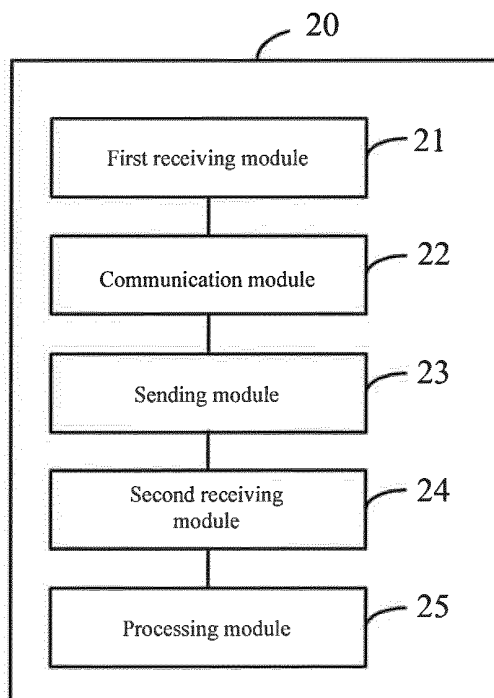 20
First receiving module
21
Communication module
22
Sending module
23
Second receiving
module
24
Processing module
25